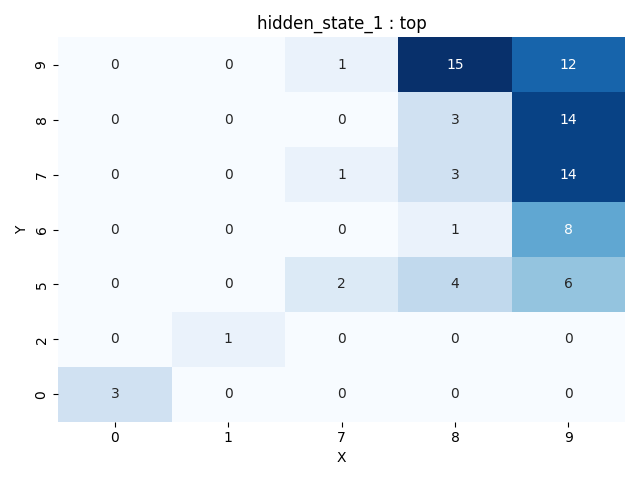 hidden_state_1 : top
9 0 0 1 15 12
8 0 0 0 3 14
7 0 0 1 3 14
Y
6 0 0 0 1 8
5 0 0 2 4 6
2 0 1 0 0 0
0 3 0 0 0 0
0 1 7 8 9
X